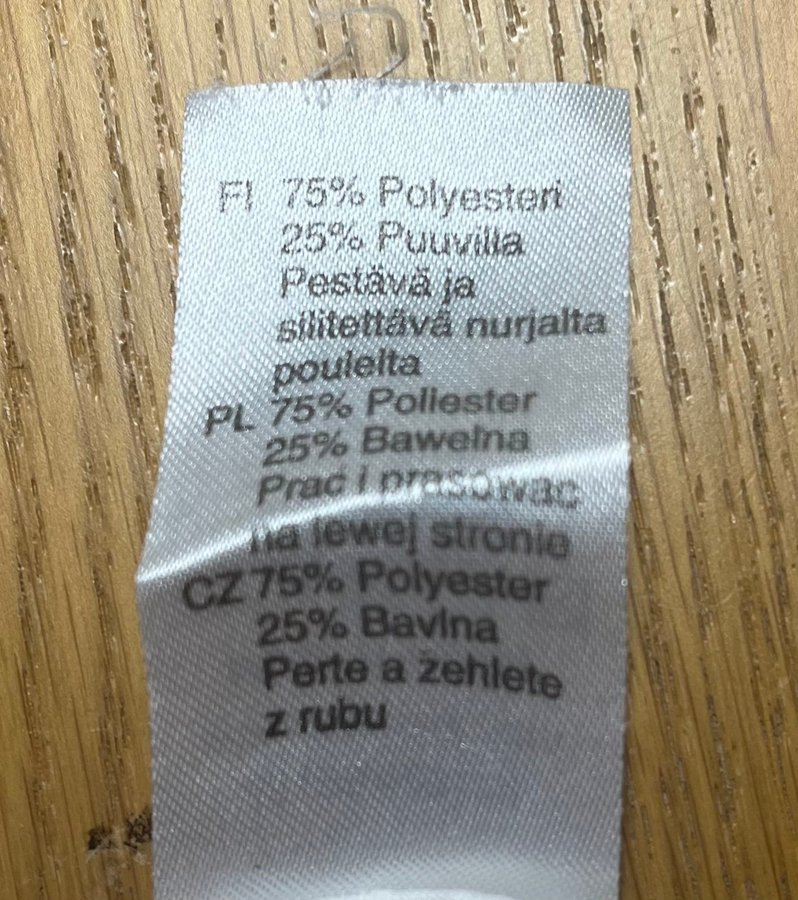 FI 75% Polyesteri
25% Puuvilla
Pestävä ja
silitettävä nurjalta
pouleita
PL 75% Poliester
25% Bawełna
Prać i prasować
na lewej stronie
CZ 75% Polyester
25% Bavlna
Perte a žehlete
z rubu